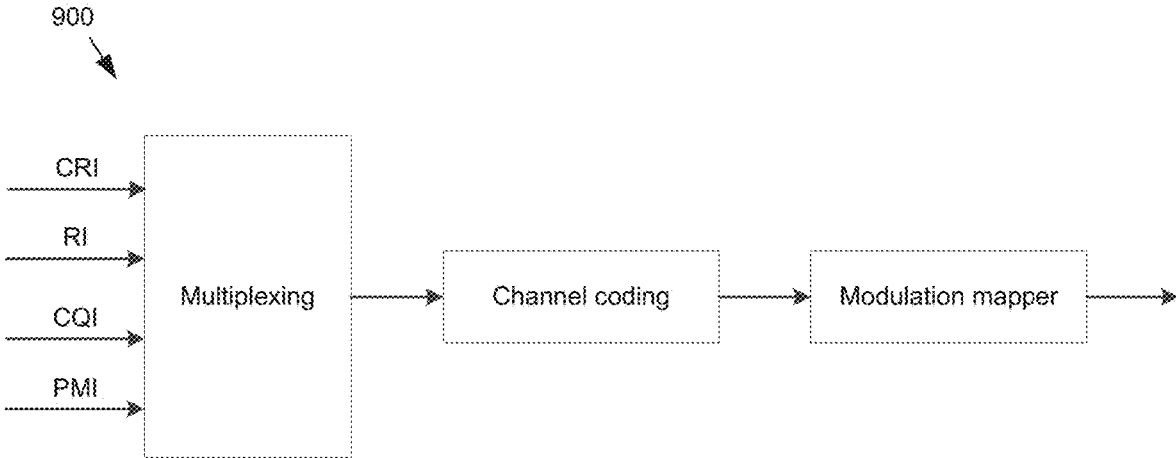 900
CRI
RI
CQI
PMI
Multiplexing
Channel coding
Modulation mapper